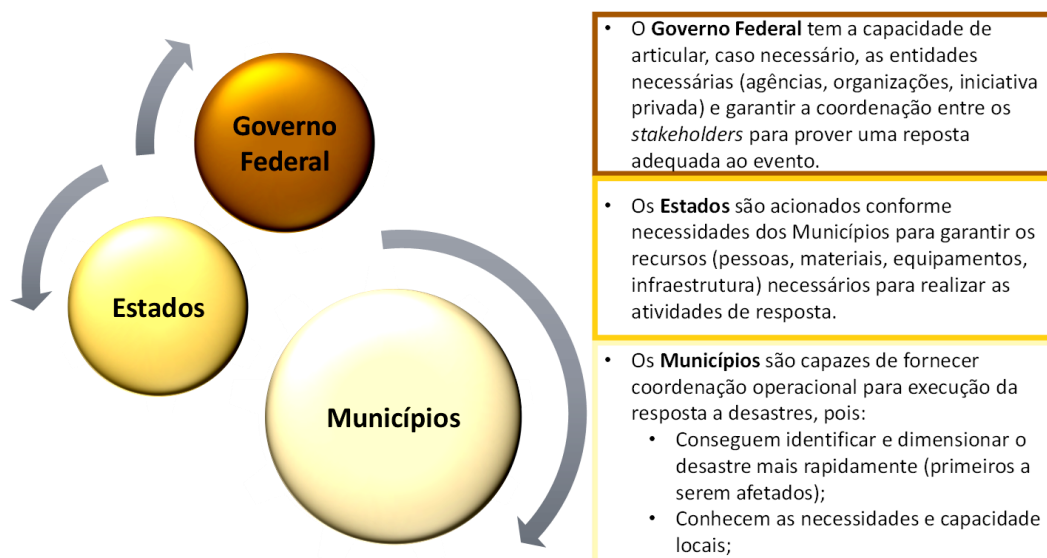 Governo
Federal
Estados
Municípios
• O Governo Federal tem a capacidade de
articular, caso necessário, as entidades
necessárias (agências, organizações, iniciativa
privada) e garantir a coordenação entre os
stakeholders para prover uma reposta
adequada ao evento.
• Os Estados são acionados conforme
necessidades dos Municípios para garantir os
recursos (pessoas, materiais, equipamentos,
infraestrutura) necessários para realizar as
atividades de resposta.
• Os Municípios são capazes de fornecer
coordenação operacional para execução da
resposta a desastres, pois:
• Conseguem identificar e dimensionar o
desastre mais rapidamente (primeiros a
serem afetados);
• Conhecem as necessidades e capacidade
locais;